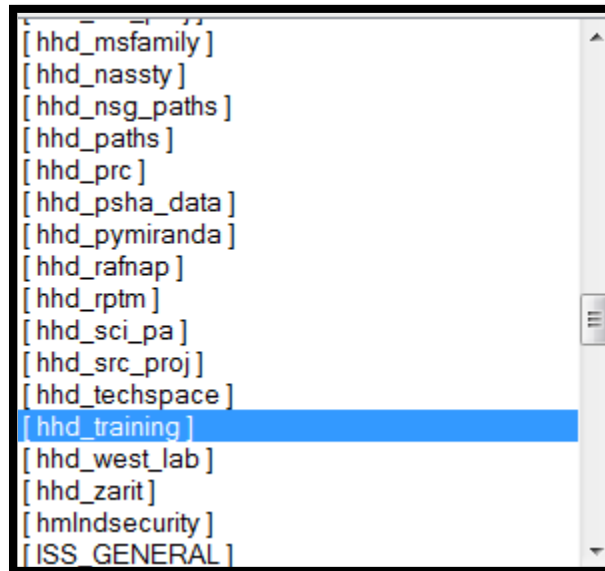 [ hhd_msfamily ]
[ hhd_nassty ]
[ hhd_nsg_paths ]
[ hhd_paths ]
[ hhd_prc ]
[ hhd_psha_data ]
[ hhd_pymiranda ]
[ hhd_rafnap ]
[ hhd_rptm ]
[ hhd_sci_pa ]
[ hhd_src_proj ]
[ hhd_techspace ]
[ hhd_training ]
[ hhd_west_lab ]
[ hhd_zarit ]
[ hmlndsecurity ]
[ ISS_GENERAL ]